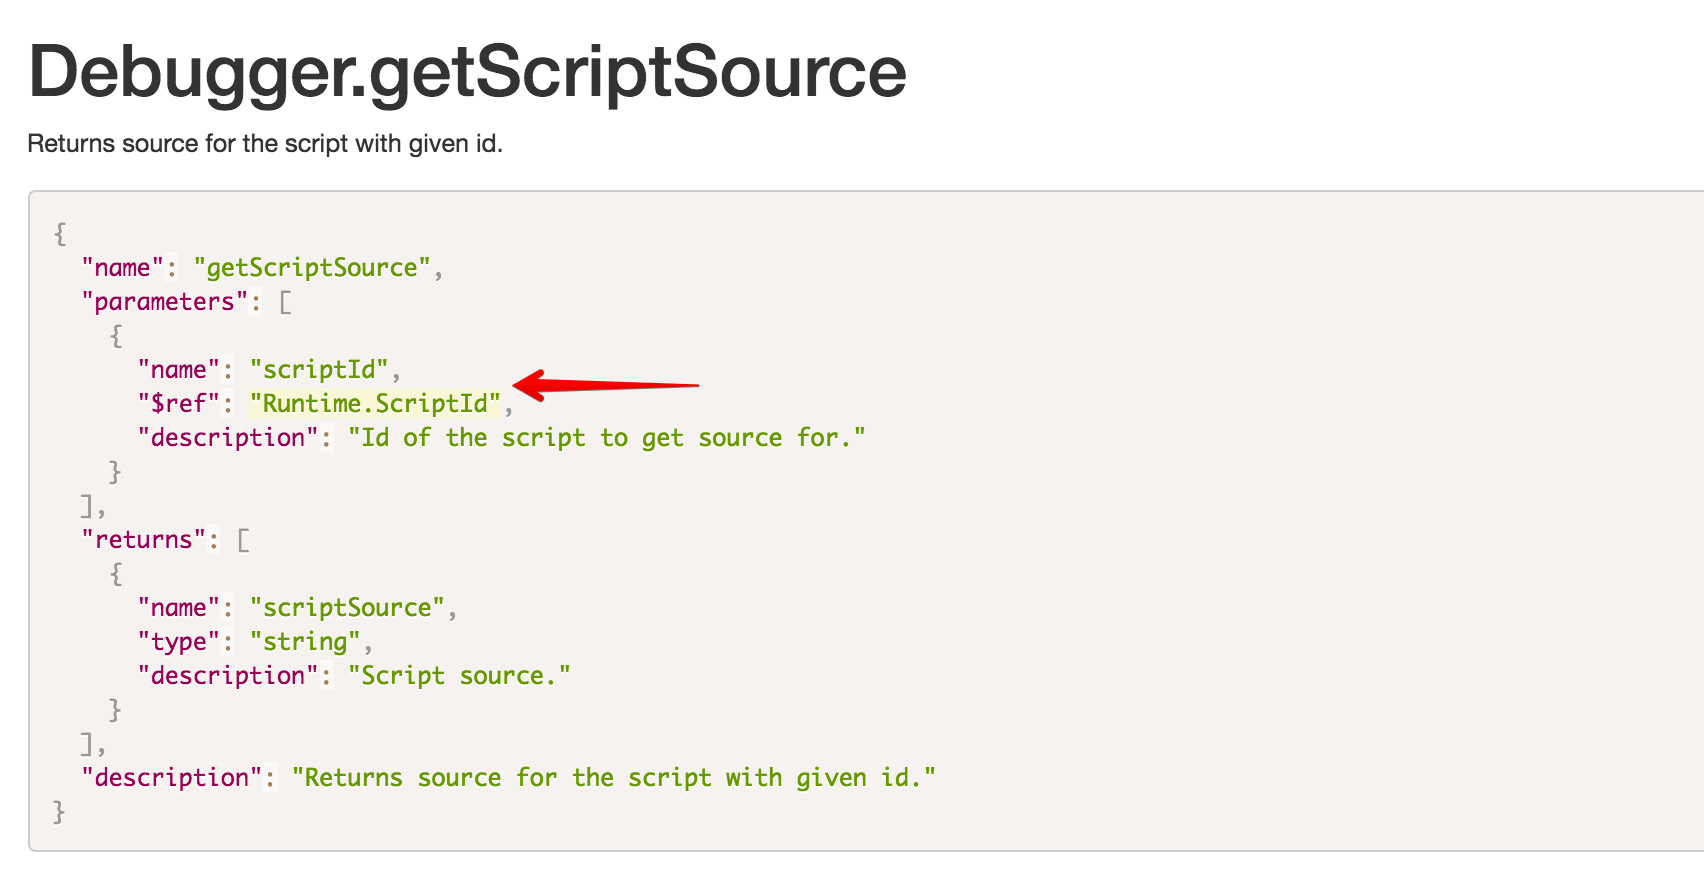 Debugger.getScriptSource
Returns source for the script with given id.
{
  "name": "getScriptSource",
  "parameters": [
    {
      "name": "scriptId",
      "$ref": "Runtime.ScriptId",
      "description": "Id of the script to get source for."
    }
  ],
  "returns": [
    {
      "name": "scriptSource",
      "type": "string",
      "description": "Script source."
    }
  ],
  "description": "Returns source for the script with given id."
}